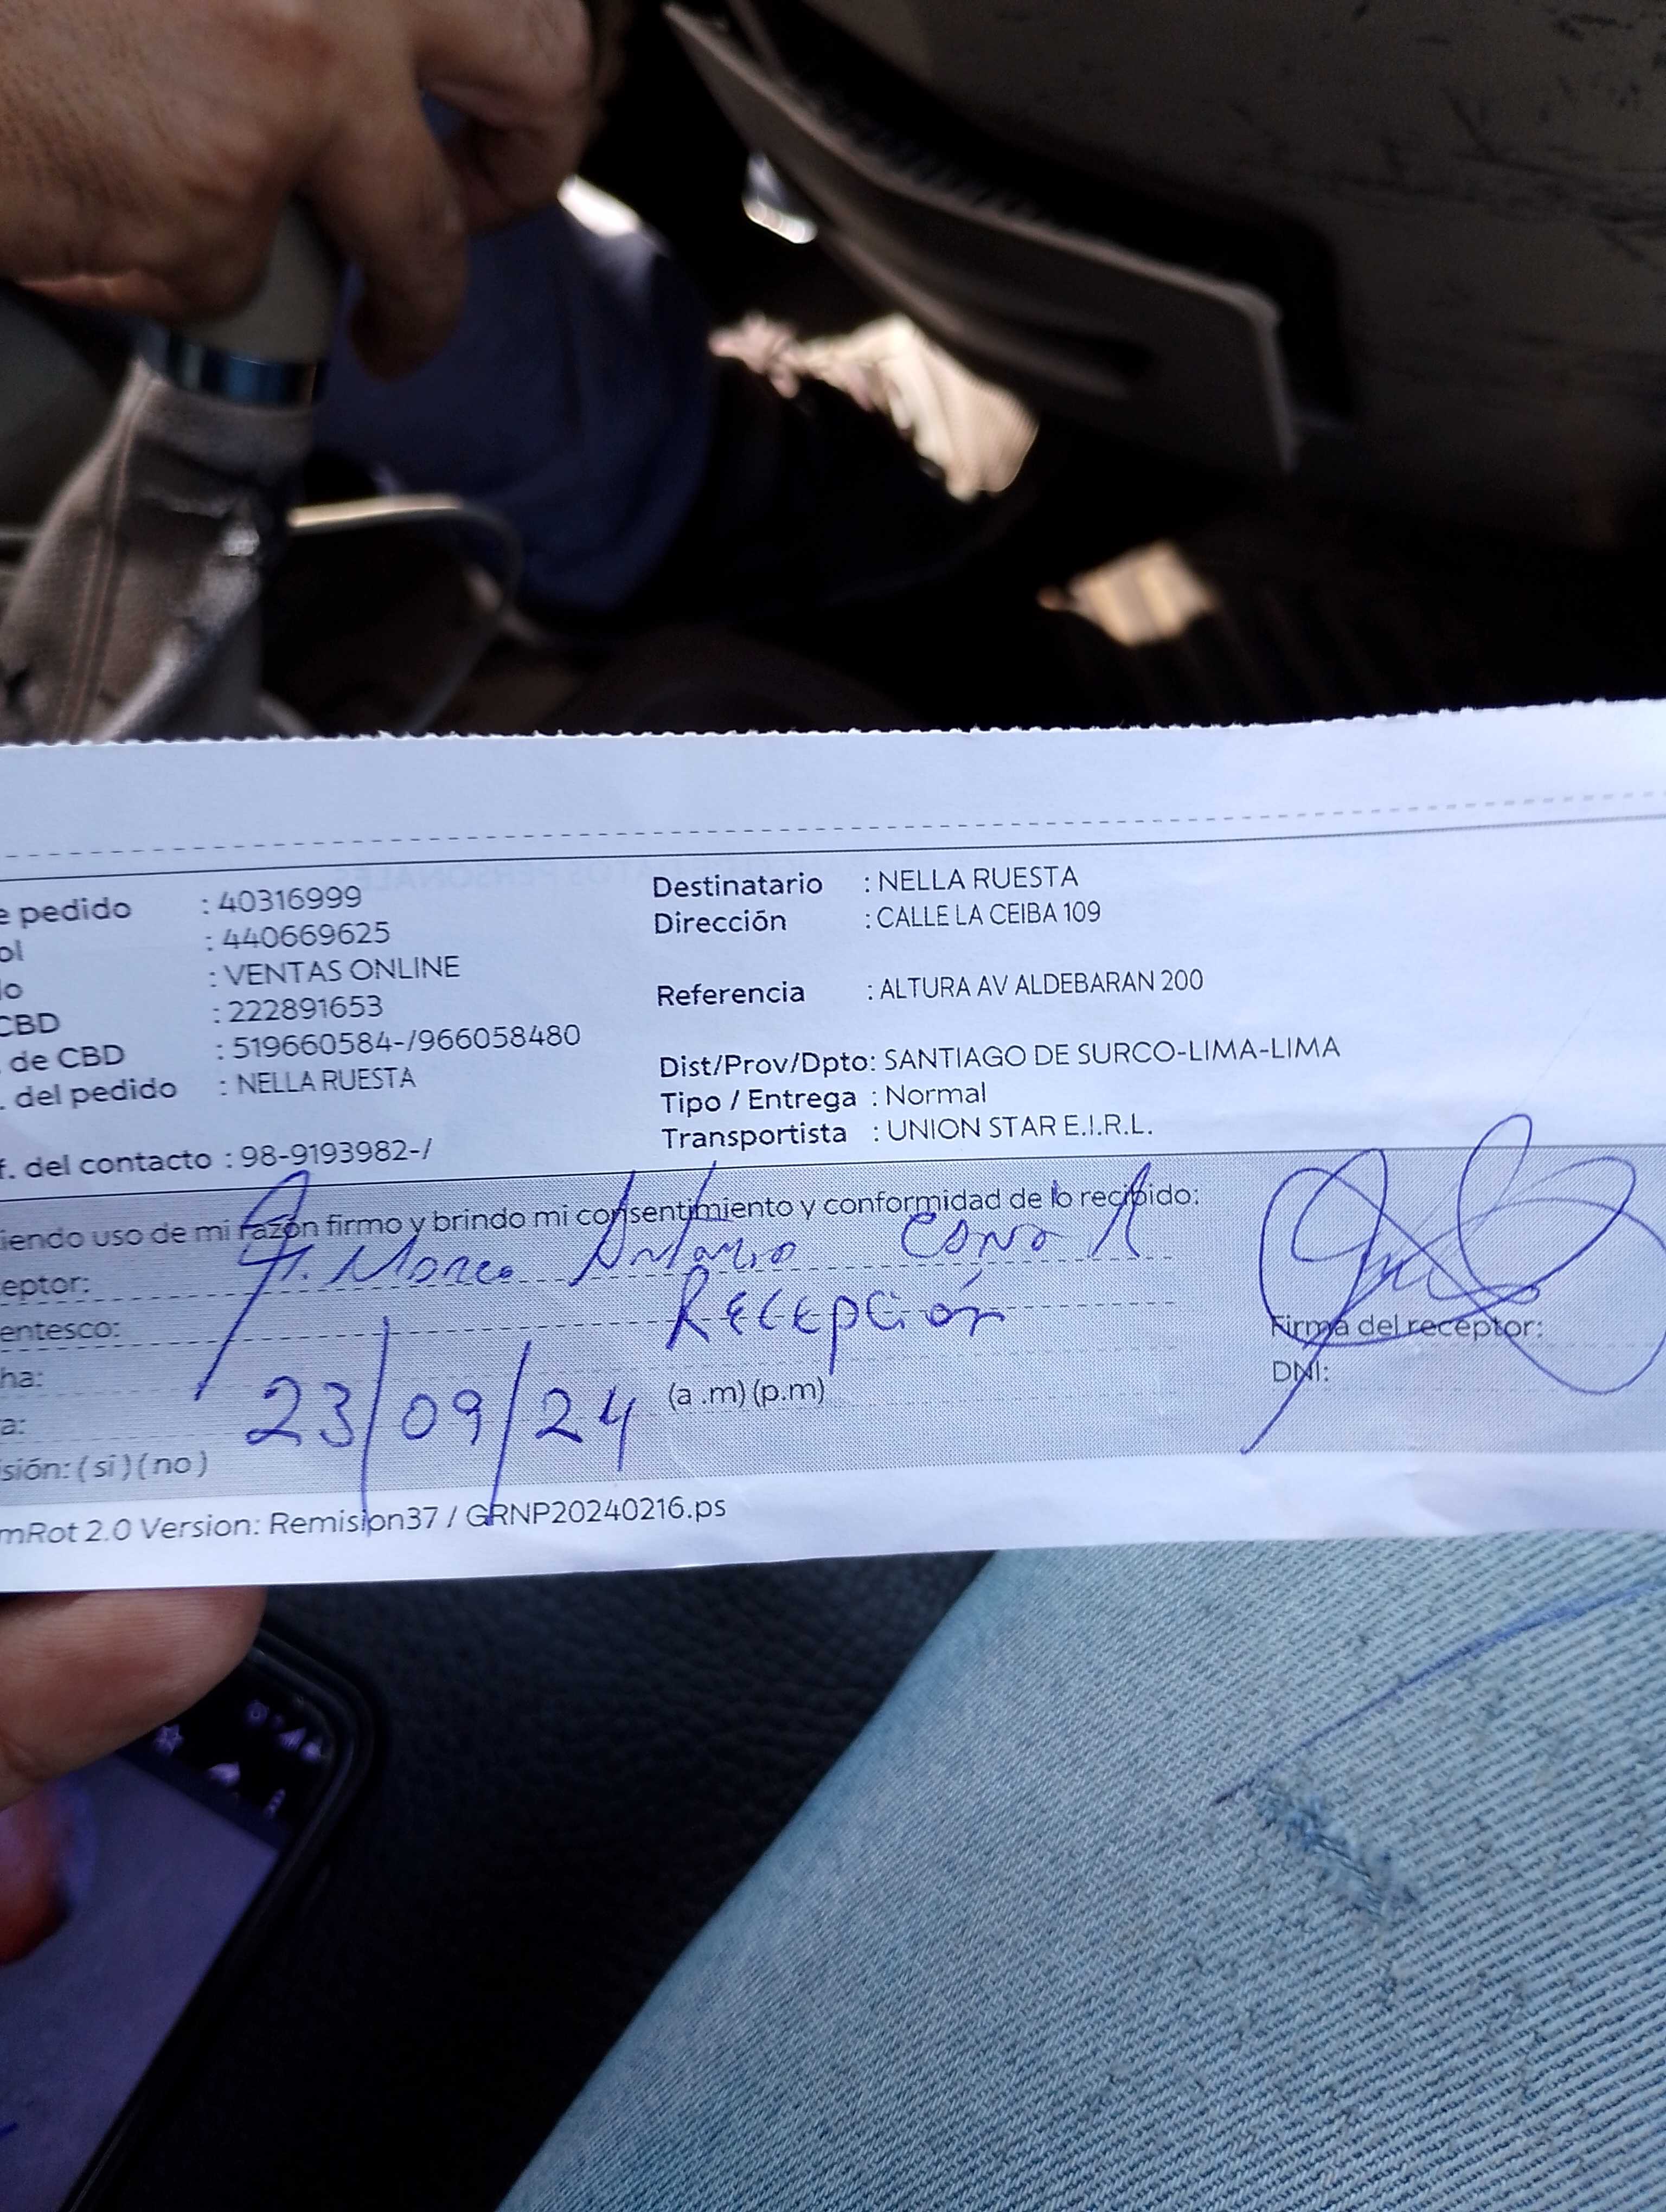 e pedido : 40316999
ol : 440669625
lo : VENTAS ONLINE
CBD : 222891653
. de CBD : 519660584-/966058480
. del pedido : NELLA RUESTA
f. del contacto : 98-9193982-/
Destinatario : NELLA RUESTA
Dirección : CALLE LA CEIBA 109
Referencia : ALTURA AV ALDEBARAN 200
Dist/Prov/Dpto: SANTIAGO DE SURCO-LIMA-LIMA
Tipo / Entrega : Normal
Transportista : UNION STAR E.I.R.L.
iendo uso de mi razón firmo y brindo mi consentimiento y conformidad de lo recibido:
eptor: Marco Antonio
entesco: Recepción
ha: 23/09/24
a: (a .m) (p.m)
sión: ( si ) ( no )
Firma del receptor:
DNI:
mRot 2.0 Version: Remision37 / GRNP20240216.ps